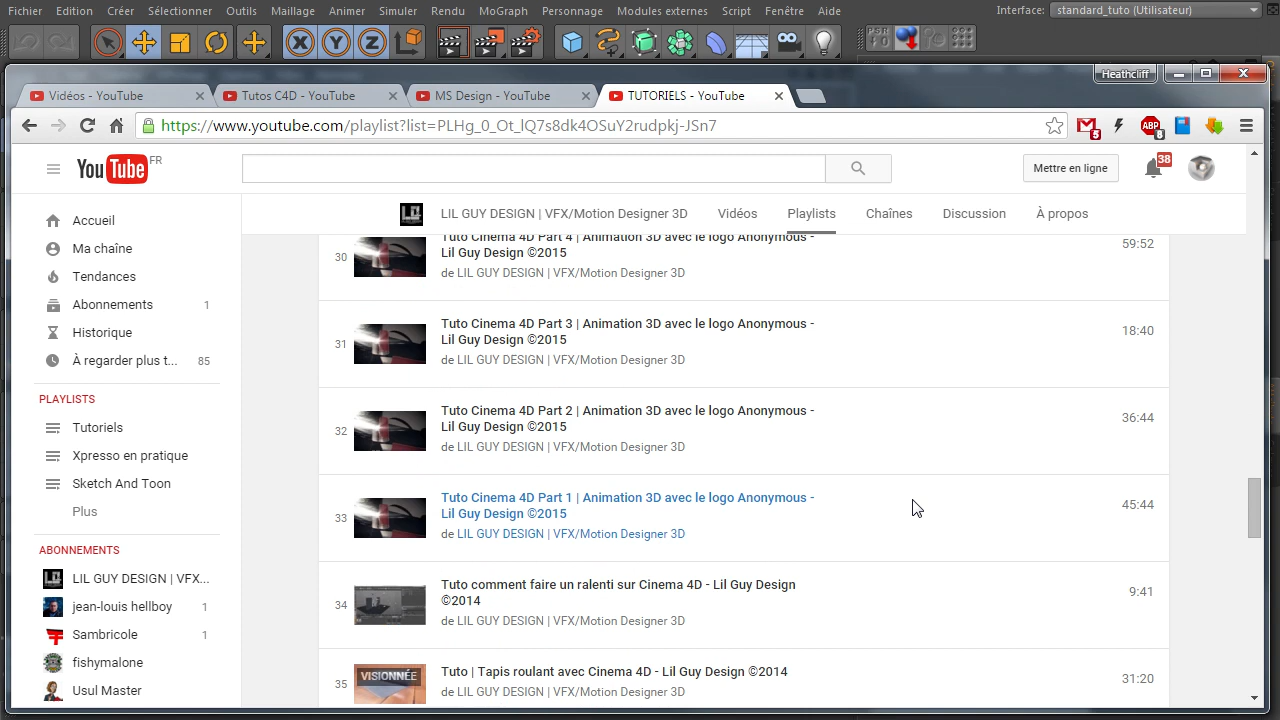 Fichier Edition Créer Sélectionner Outils Maillage Animer Simuler Rendu MoGraph Personnage Modules externes Script Fenêtre Aide Interface: standard_tuto (Utilisateur)
X Y Z PSR
Heathcliff
Vidéos - YouTube Tutos C4D - YouTube MS Design - YouTube TUTORIELS - YouTube
https://www.youtube.com/playlist?list=PLHg_0_Ot_lQ7s8dk4OSuY2rudpkj-JSn7 5 ABP 8
YouTube FR Mettre en ligne 38
LIL GUY DESIGN | VFX/Motion Designer 3D Vidéos Playlists Chaînes Discussion À propos
Accueil
Ma chaîne
Tendances
Abonnements 1
Historique
À regarder plus t... 85
PLAYLISTS
Tutoriels
Xpresso en pratique
Sketch And Toon
Plus
ABONNEMENTS
LIL GUY DESIGN | VFX...
jean-louis hellboy 1
Sambricole 1
fishymalone
Usul Master
30 Tuto Cinema 4D Part 4 | Animation 3D avec le logo Anonymous - 59:52
Lil Guy Design ©2015
de LIL GUY DESIGN | VFX/Motion Designer 3D
31 Tuto Cinema 4D Part 3 | Animation 3D avec le logo Anonymous - 18:40
Lil Guy Design ©2015
de LIL GUY DESIGN | VFX/Motion Designer 3D
32 Tuto Cinema 4D Part 2 | Animation 3D avec le logo Anonymous - 36:44
Lil Guy Design ©2015
de LIL GUY DESIGN | VFX/Motion Designer 3D
33 Tuto Cinema 4D Part 1 | Animation 3D avec le logo Anonymous - 45:44
Lil Guy Design ©2015
de LIL GUY DESIGN | VFX/Motion Designer 3D
34 Tuto comment faire un ralenti sur Cinema 4D - Lil Guy Design 9:41
©2014
de LIL GUY DESIGN | VFX/Motion Designer 3D
35 VISIONNÉE Tuto | Tapis roulant avec Cinema 4D - Lil Guy Design ©2014 31:20
de LIL GUY DESIGN | VFX/Motion Designer 3D